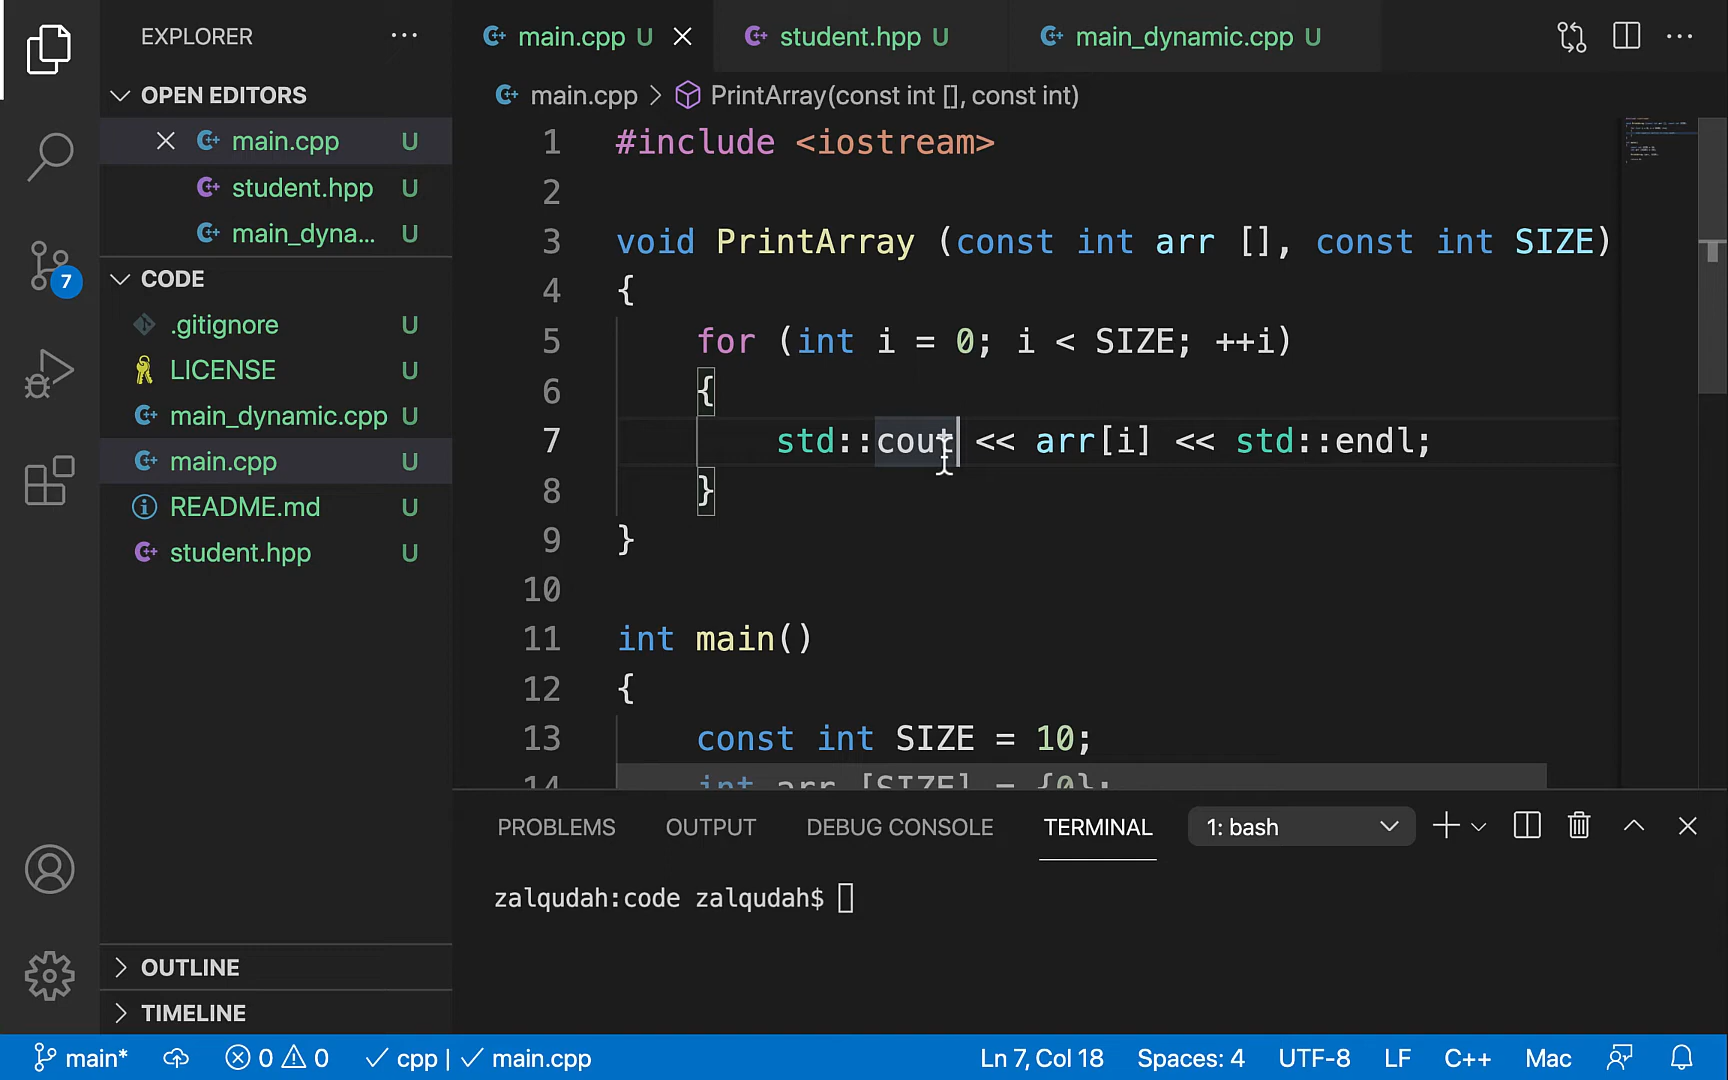 EXPLORER
OPEN EDITORS
main.cpp U
student.hpp U
main_dyna... U
CODE
.gitignore U
LICENSE U
main_dynamic.cpp U
main.cpp U
README.md U
student.hpp U
OUTLINE
TIMELINE
7
main.cpp U student.hpp U main_dynamic.cpp U
main.cpp > PrintArray(const int [], const int)
1 #include <iostream>
2
3 void PrintArray (const int arr [], const int SIZE)
4 {
5 for (int i = 0; i < SIZE; ++i)
6 {
7 std::cout << arr[i] << std::endl;
8 }
9 }
10
11 int main()
12 {
13 const int SIZE = 10;
14 int arr [SIZE] = {0};
PROBLEMS OUTPUT DEBUG CONSOLE TERMINAL 1: bash
zalqudah:code zalqudah$
main* 0 0 cpp | main.cpp Ln 7, Col 18 Spaces: 4 UTF-8 LF C++ Mac